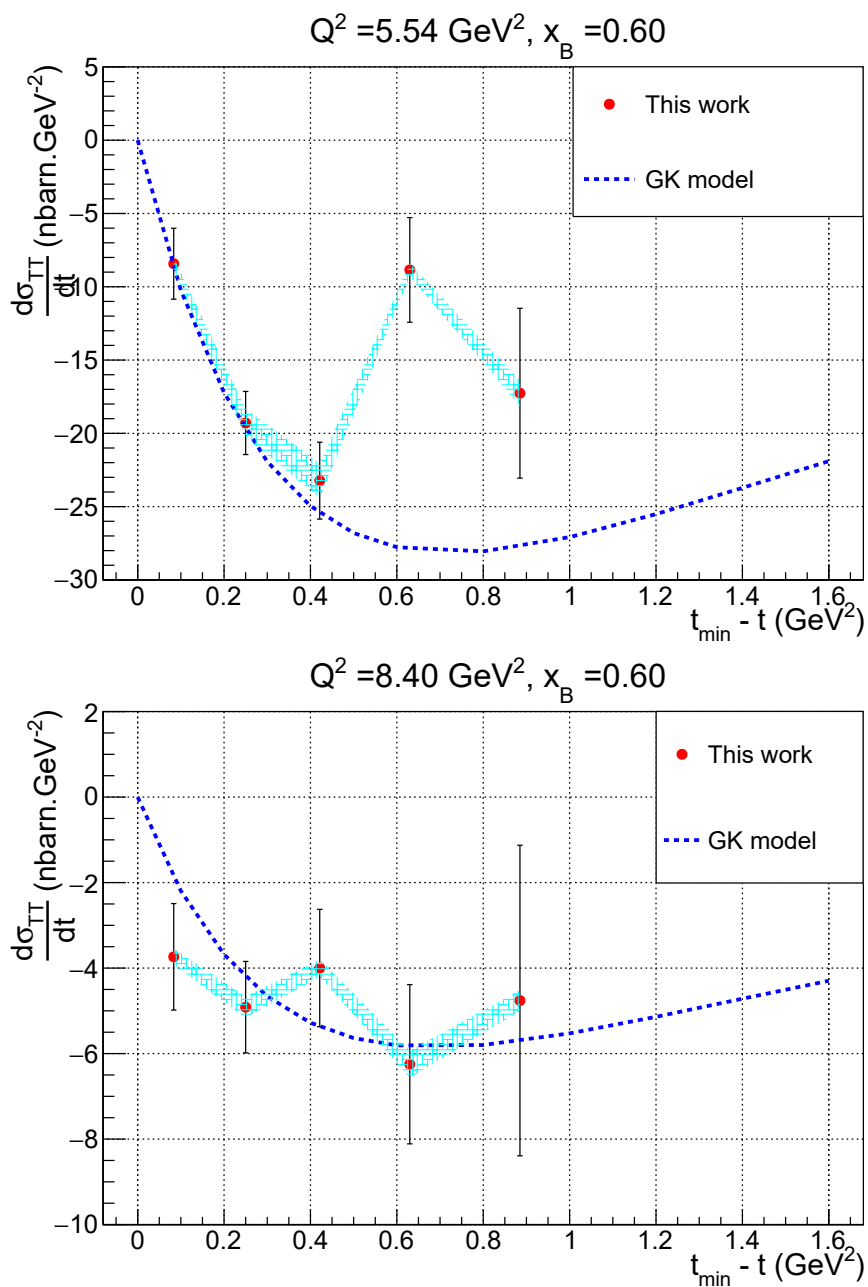 Q² =5.54 GeV², x_B =0.60
dσ_TT
dt
(nbarn.GeV⁻²)
5
0
−5
−10
−15
−20
−25
−30
This work
GK model
0 0.2 0.4 0.6 0.8 1 1.2 1.4 1.6
t_min - t (GeV²)
Q² =8.40 GeV², x_B =0.60
dσ_TT
dt
(nbarn.GeV⁻²)
2
0
−2
−4
−6
−8
−10
This work
GK model
0 0.2 0.4 0.6 0.8 1 1.2 1.4 1.6
t_min - t (GeV²)